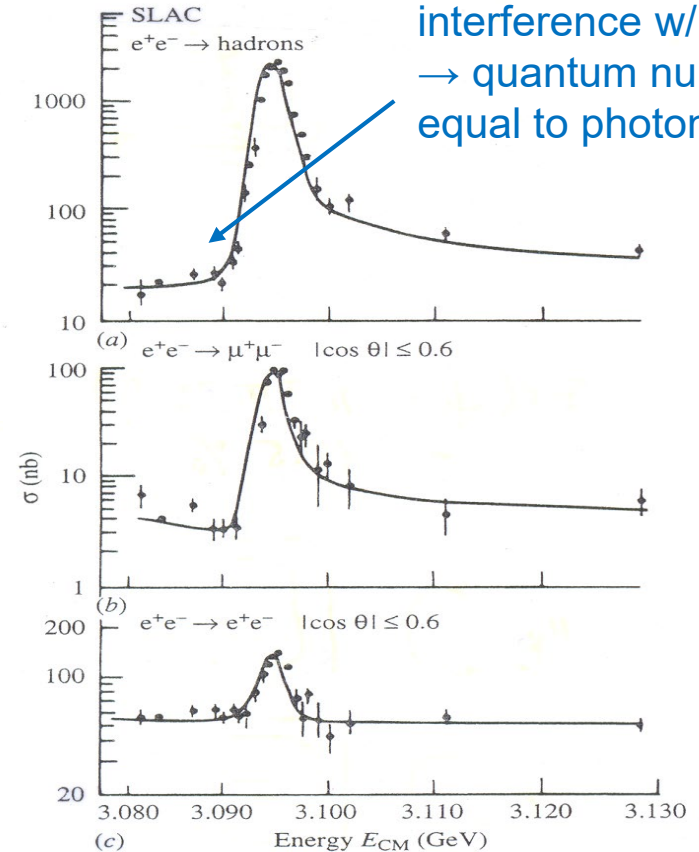 SLAC
e⁺e⁻ → hadrons
interference w/
→ quantum nu
equal to photor
1000
100
10
(a) e⁺e⁻ → μ⁺μ⁻ |cos θ| ≤ 0.6
100
10
1
σ (nb)
(b) e⁺e⁻ → e⁺e⁻ |cos θ| ≤ 0.6
200
100
20
3.080 3.090 3.100 3.110 3.120 3.130
(c) Energy E_CM (GeV)